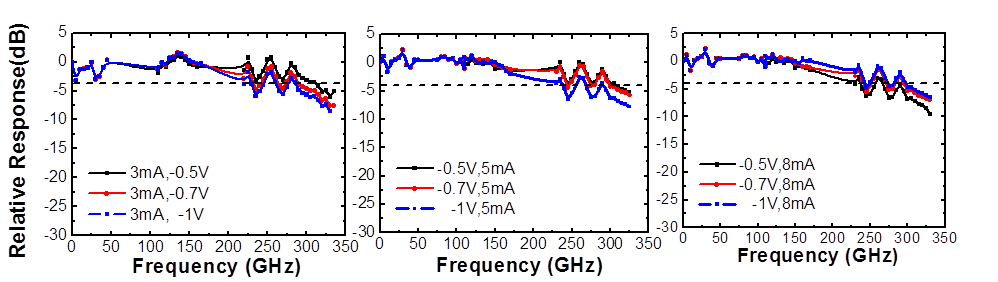 Relative Response(dB)
5
0
-5
-10
-15
-20
-25
-30
3mA,-0.5V
3mA,-0.7V
3mA, -1V
0 50 100 150 200 250 300 350
Frequency (GHz)
5
0
-5
-10
-15
-20
-25
-30
-0.5V,5mA
-0.7V,5mA
-1V,5mA
0 50 100 150 200 250 300 350
Frequency (GHz)
5
0
-5
-10
-15
-20
-25
-30
-0.5V,8mA
-0.7V,8mA
-1V,8mA
0 50 100 150 200 250 300 350
Frequency (GHz)